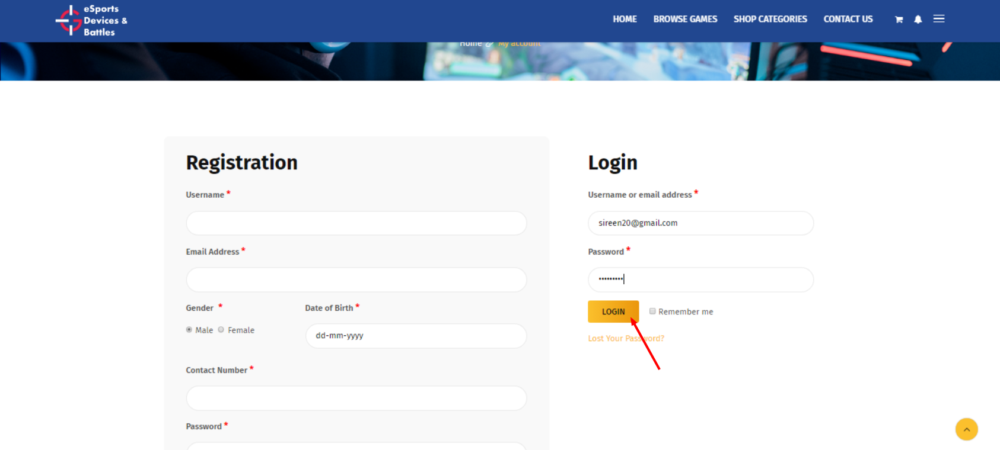 eSports
Devices &
Battles
HOME BROWSE GAMES SHOP CATEGORIES CONTACT US
Home My account
Registration
Username *
Email Address *
Gender * Date of Birth *
Male Female
dd-mm-yyyy
Contact Number *
Password *
Login
Username or email address *
sireen20@gmail.com
Password *
•••••••••
LOGIN Remember me
Lost Your Password?